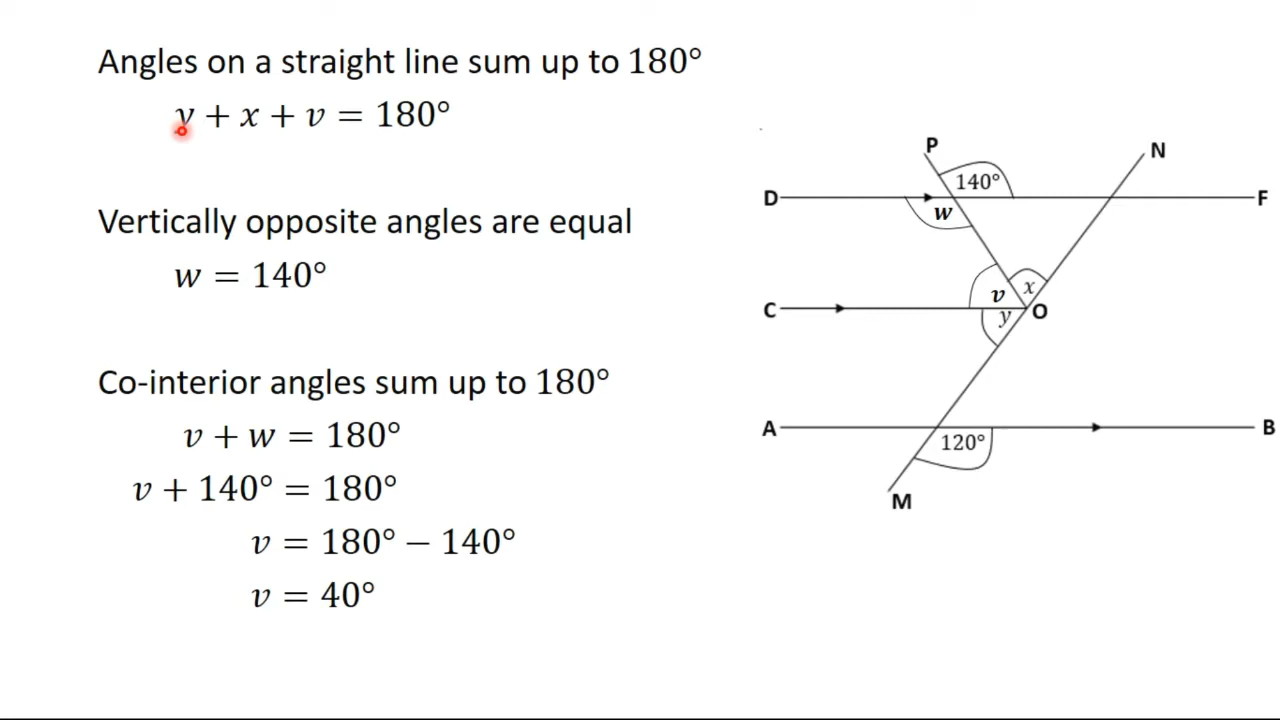 Angles on a straight line sum up to 180°
y + x + v = 180°
Vertically opposite angles are equal
w = 140°
Co-interior angles sum up to 180°
v + w = 180°
v + 140° = 180°
v = 180° − 140°
v = 40°
P
N
140°
D
F
w
x
v
C
O
y
A
B
120°
M